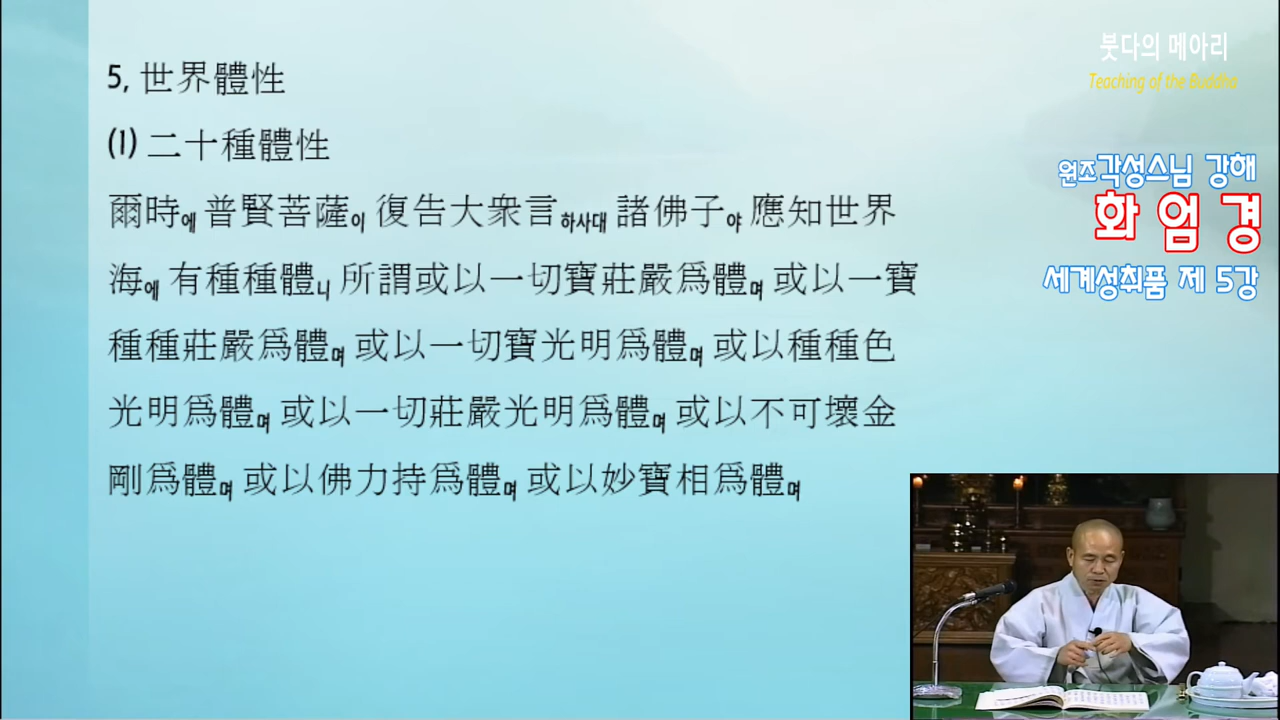 5, 世界體性
(1) 二十種體性
爾時에 普賢菩薩이 復告大衆言하사대 諸佛子야 應知世界
海에 有種種體니 所謂或以一切寶莊嚴爲體며 或以一寶
種種莊嚴爲體며 或以一切寶光明爲體며 或以種種色
光明爲體며 或以一切莊嚴光明爲體며 或以不可壞金
剛爲體며 或以佛力持爲體며 或以妙寶相爲體며
붓다의 메아리
Teaching of the Buddha
원조각성스님 강해
화엄경
세계성취품 제 5강